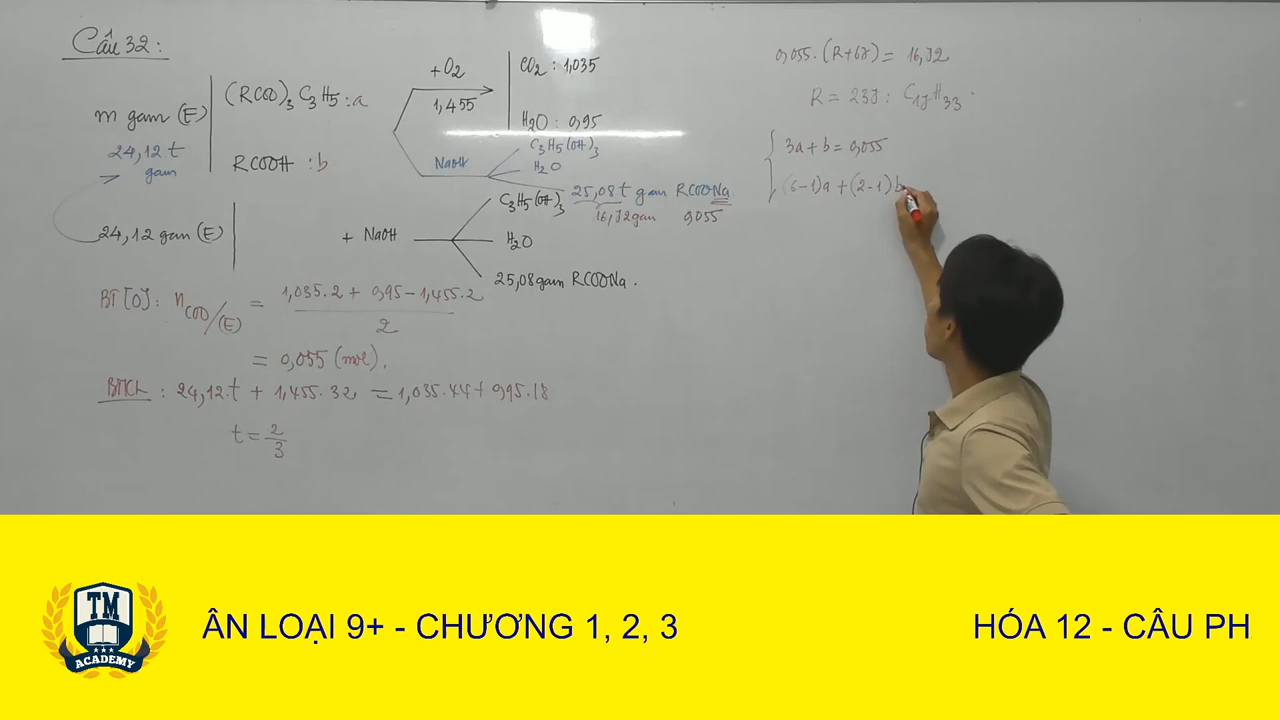 Câu 32:
m gam (E)
24,12 t
gam
(RCOO)3 C3H5 : a
RCOOH : b
+ O2
1,455
CO2 : 1,035
H2O : 0,95
NaOH
C3H5(OH)3
H2O
25,08 t gam RCOONa
16,72 gam 0,055
24,12 gam (E)
+ NaOH
C3H5(OH)3
H2O
25,08 gam RCOONa.
BT[O]: nCOO/(E) = 1,035.2 + 0,95 - 1,455.2
2
= 0,055 (mol).
BTKL : 24,12.t + 1,455.32 = 1,035.44 + 0,95.18
t = 2/3
0,055.(R+67) = 16,72
R = 237 : C17H33.
3a + b = 0,055
(6-1)a + (2-1)b
TM
ACADEMY
ÂN LOẠI 9+ - CHƯƠNG 1, 2, 3
HÓA 12 - CÂU PH